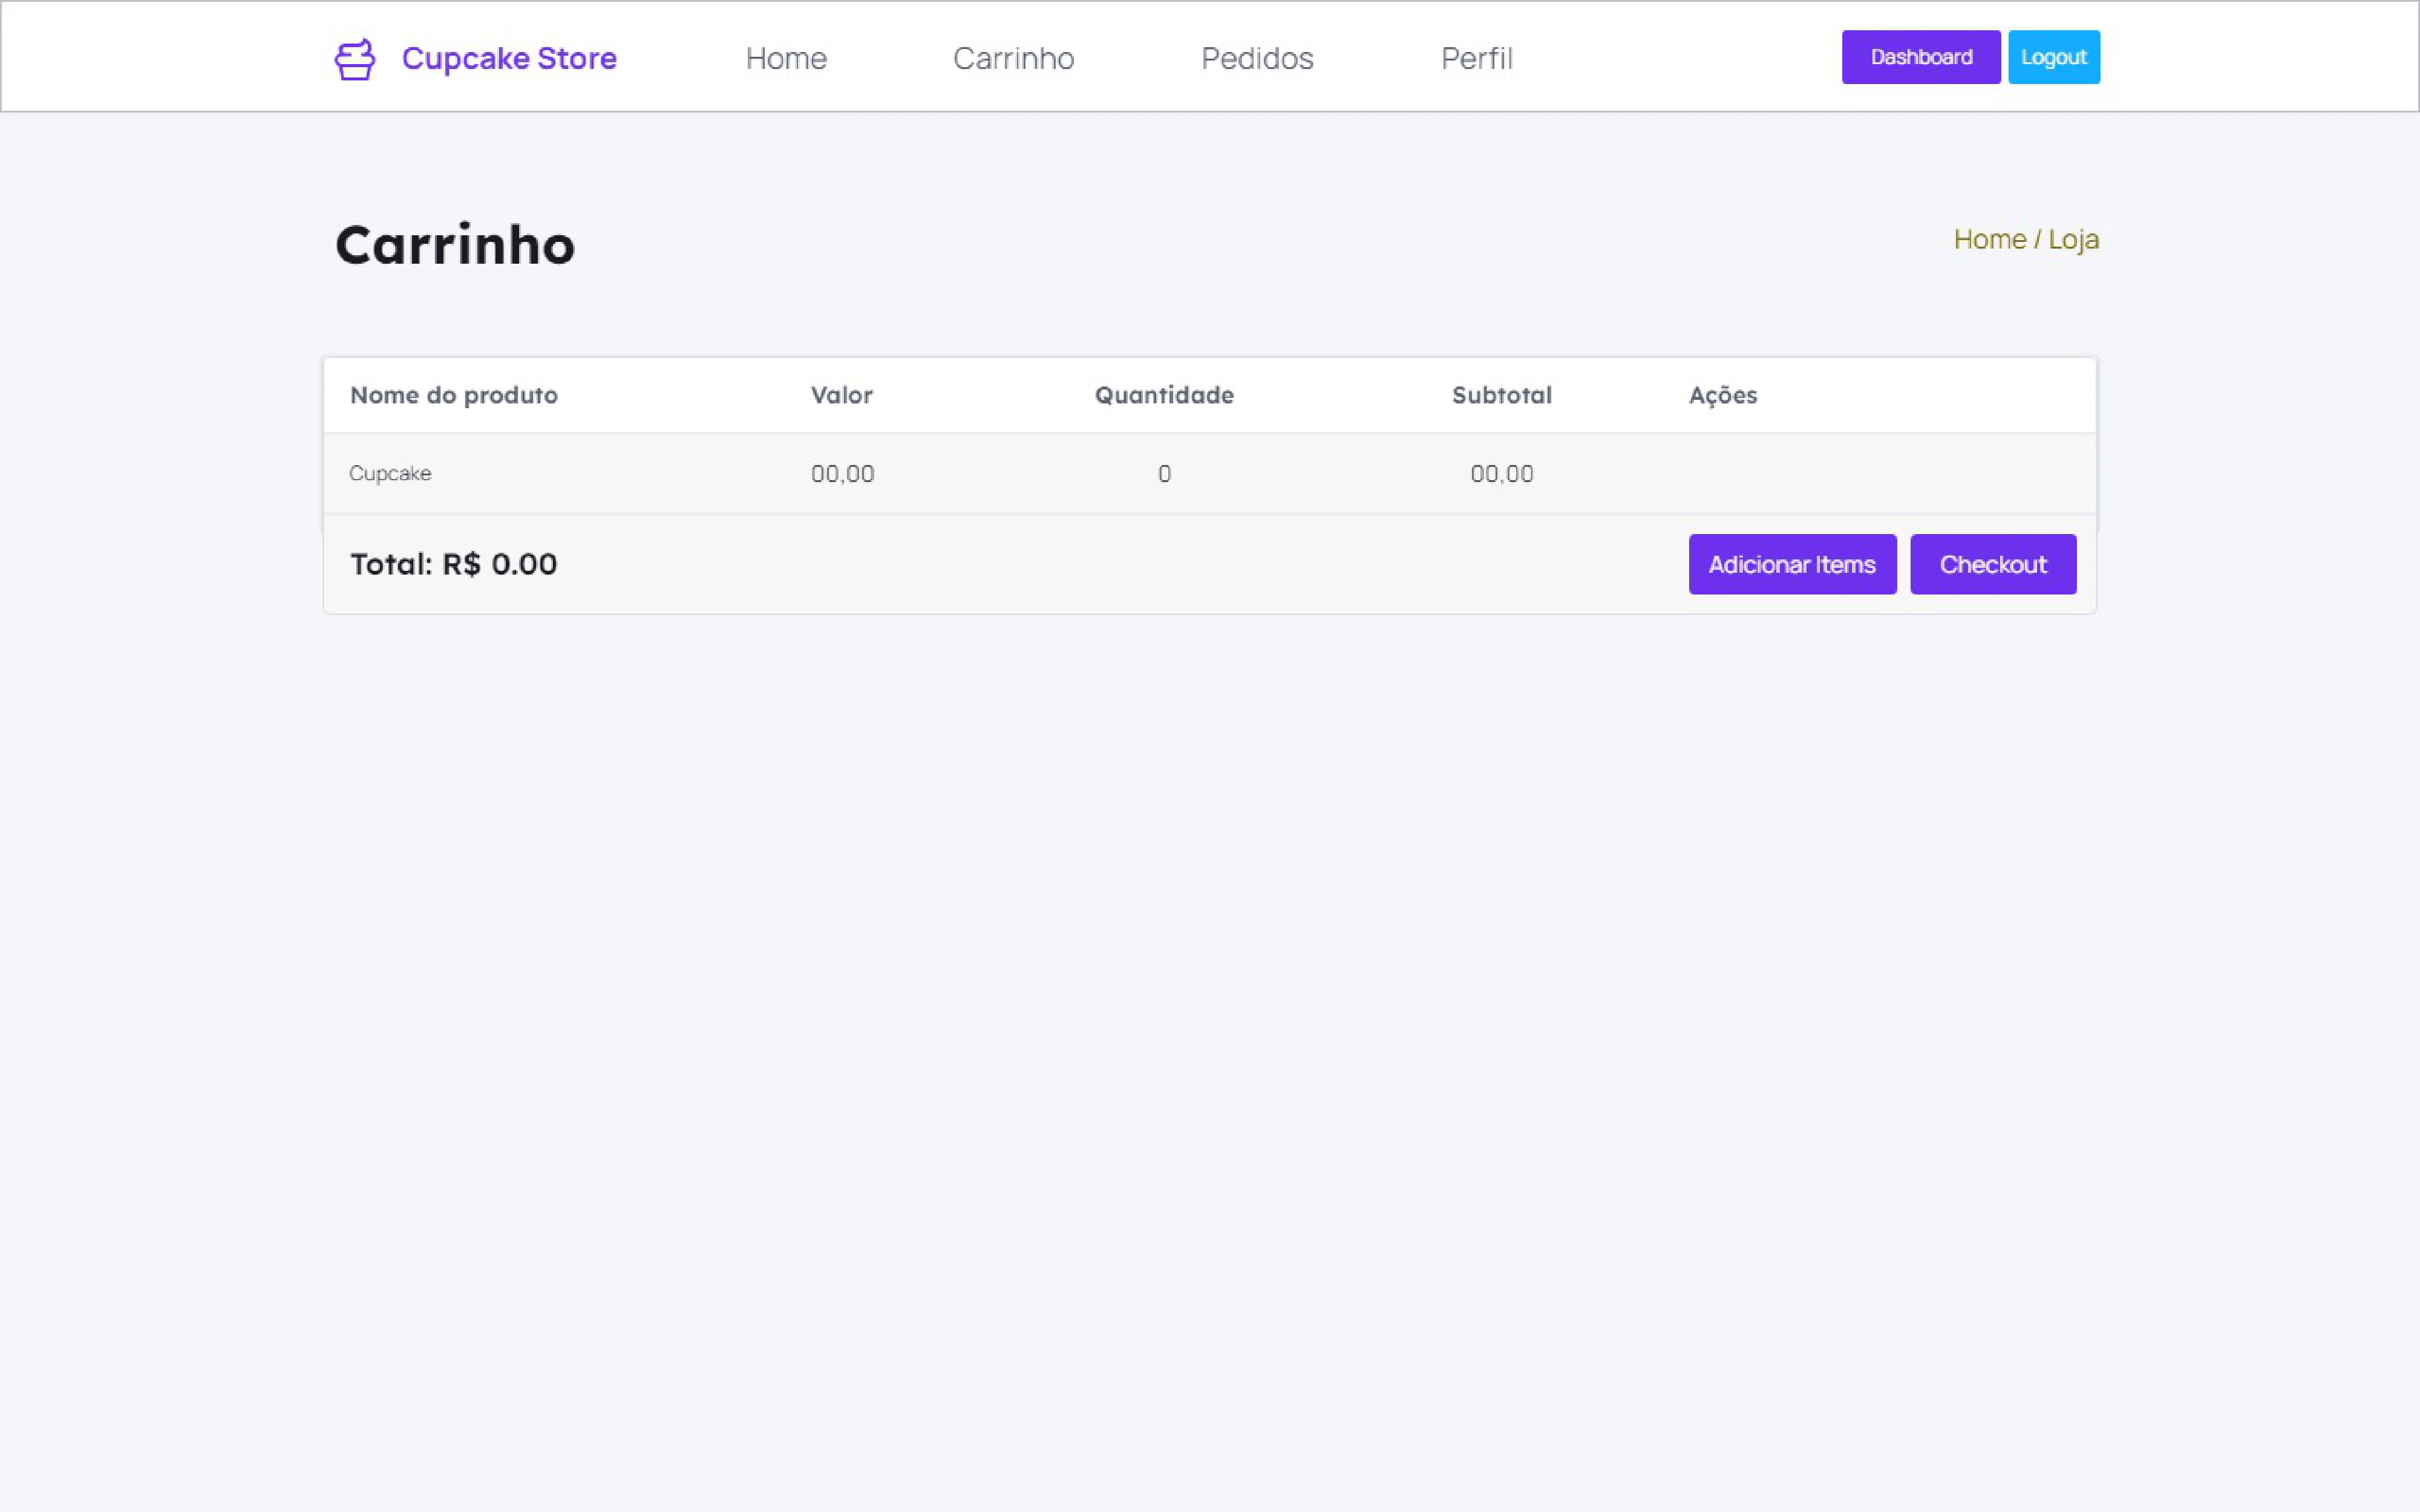 Cupcake Store Home Carrinho Pedidos Perfil Dashboard Logout
Carrinho
Home / Loja
Nome do produto Valor Quantidade Subtotal Ações
Cupcake 00,00 0 00,00
Total: R$ 0.00 Adicionar Items Checkout